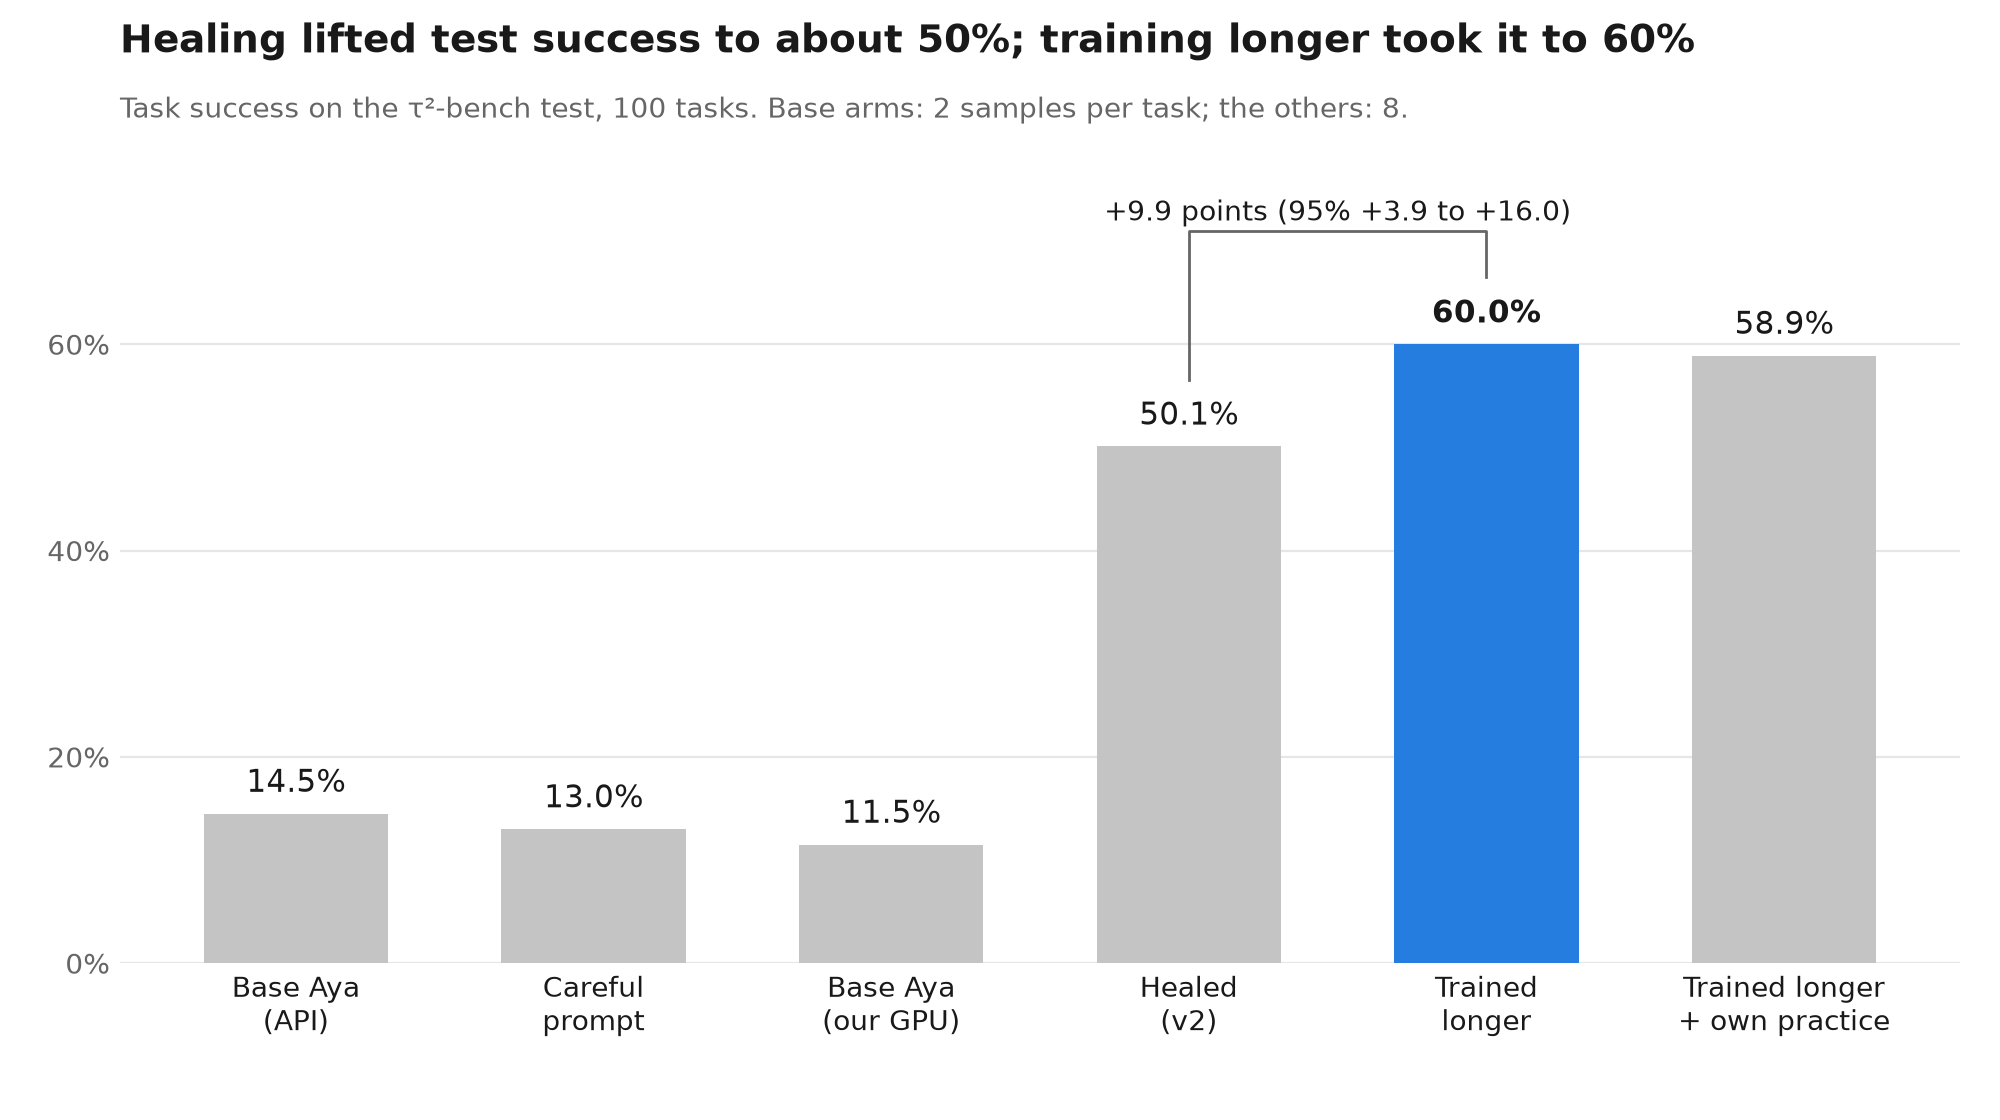 Healing lifted test success to about 50%; training longer took it to 60%
Task success on the τ²-bench test, 100 tasks. Base arms: 2 samples per task; the others: 8.
+9.9 points (95% +3.9 to +16.0)
60%
40%
20%
0%
14.5%
13.0%
11.5%
50.1%
60.0%
58.9%
Base Aya
(API)
Careful
prompt
Base Aya
(our GPU)
Healed
(v2)
Trained
longer
Trained longer
+ own practice